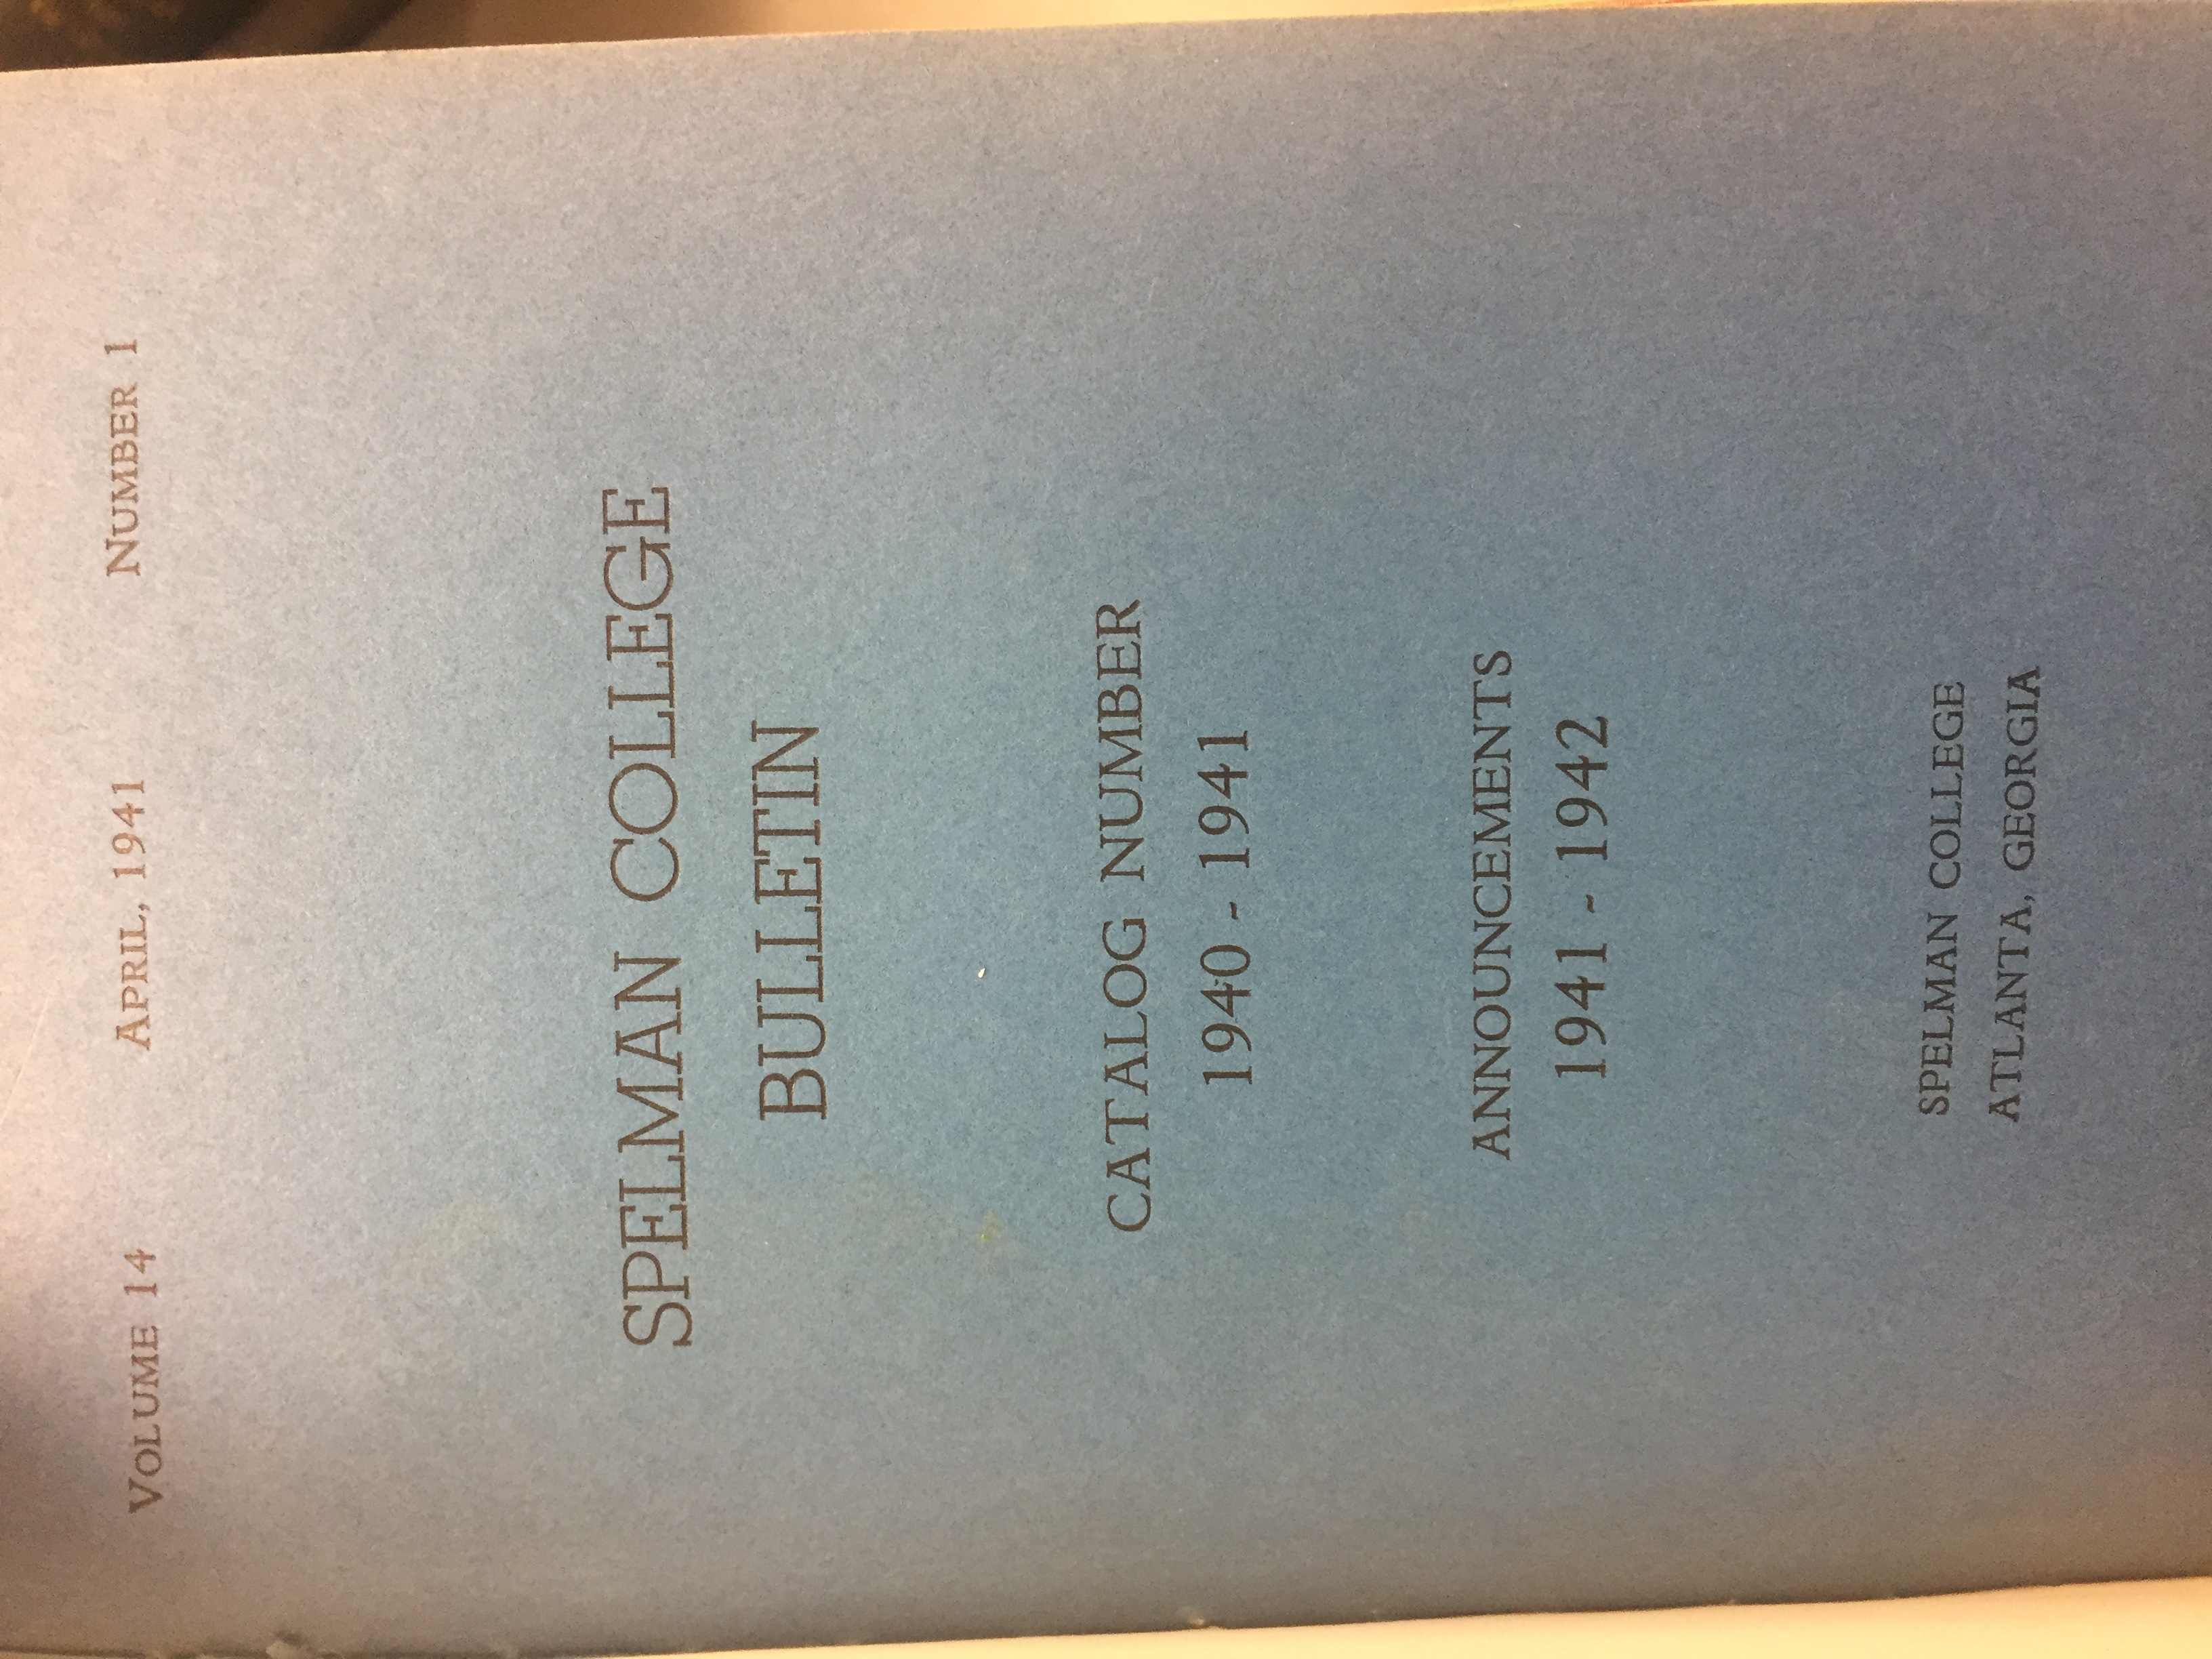 VOLUME 14 APRIL, 1941 NUMBER 1
SPELMAN COLLEGE
BULLETIN
CATALOG NUMBER
1940 - 1941
ANNOUNCEMENTS
1941 - 1942
SPELMAN COLLEGE
ATLANTA, GEORGIA